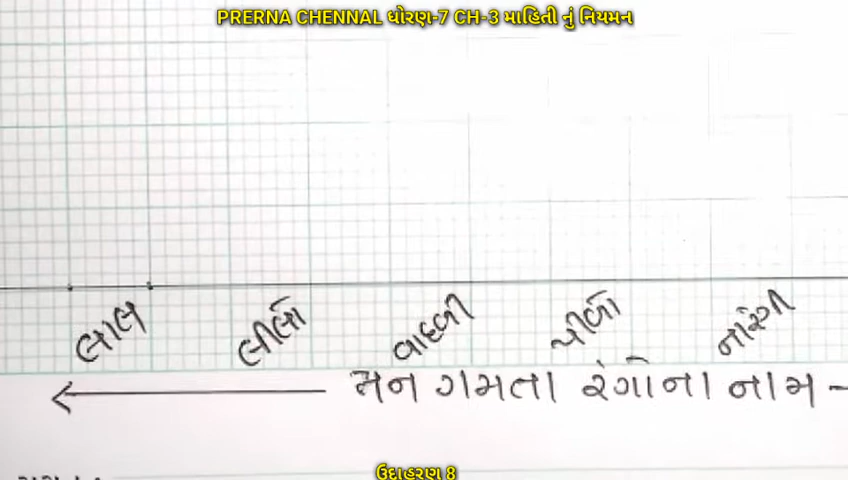 PRERNA CHENNAL ધોરણ-7 CH-3 માહિતી નું નિયમન
લાલ લીલો વાદળી પીળો નારંગી
મન ગમતા રંગોના નામ
ઉદાહરણ 8